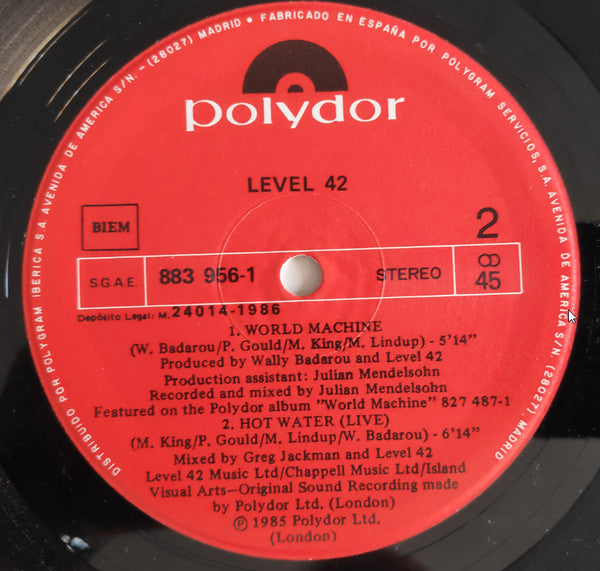 DISTRIBUIDO POR POLYGRAM IBERICA S.A. AVENIDA DE AMERICA S/N. - (28027) MADRID • FABRICADO EN ESPAÑA POR POLYGRAM SERVICIOS, S.A. AVENIDA DE AMERICA S/N (28027) MADRID
polydor
LEVEL 42
BIEM
2
S.G.A.E.
883 956-1
STEREO
45
Depósito Legal: M. 24014-1986
1. WORLD MACHINE
(W. Badarou/P. Gould/M. King/M. Lindup) - 5'14"
Produced by Wally Badarou and Level 42
Production assistant: Julian Mendelsohn
Recorded and mixed by Julian Mendelsohn
Featured on the Polydor album "World Machine" 827 487-1
2. HOT WATER (LIVE)
(M. King/P. Gould/M. Lindup/W. Badarou) - 6'14"
Mixed by Greg Jackman and Level 42
Level 42 Music Ltd/Chappell Music Ltd/Island
Visual Arts—Original Sound Recording made
by Polydor Ltd. (London)
℗ 1985 Polydor Ltd.
(London)